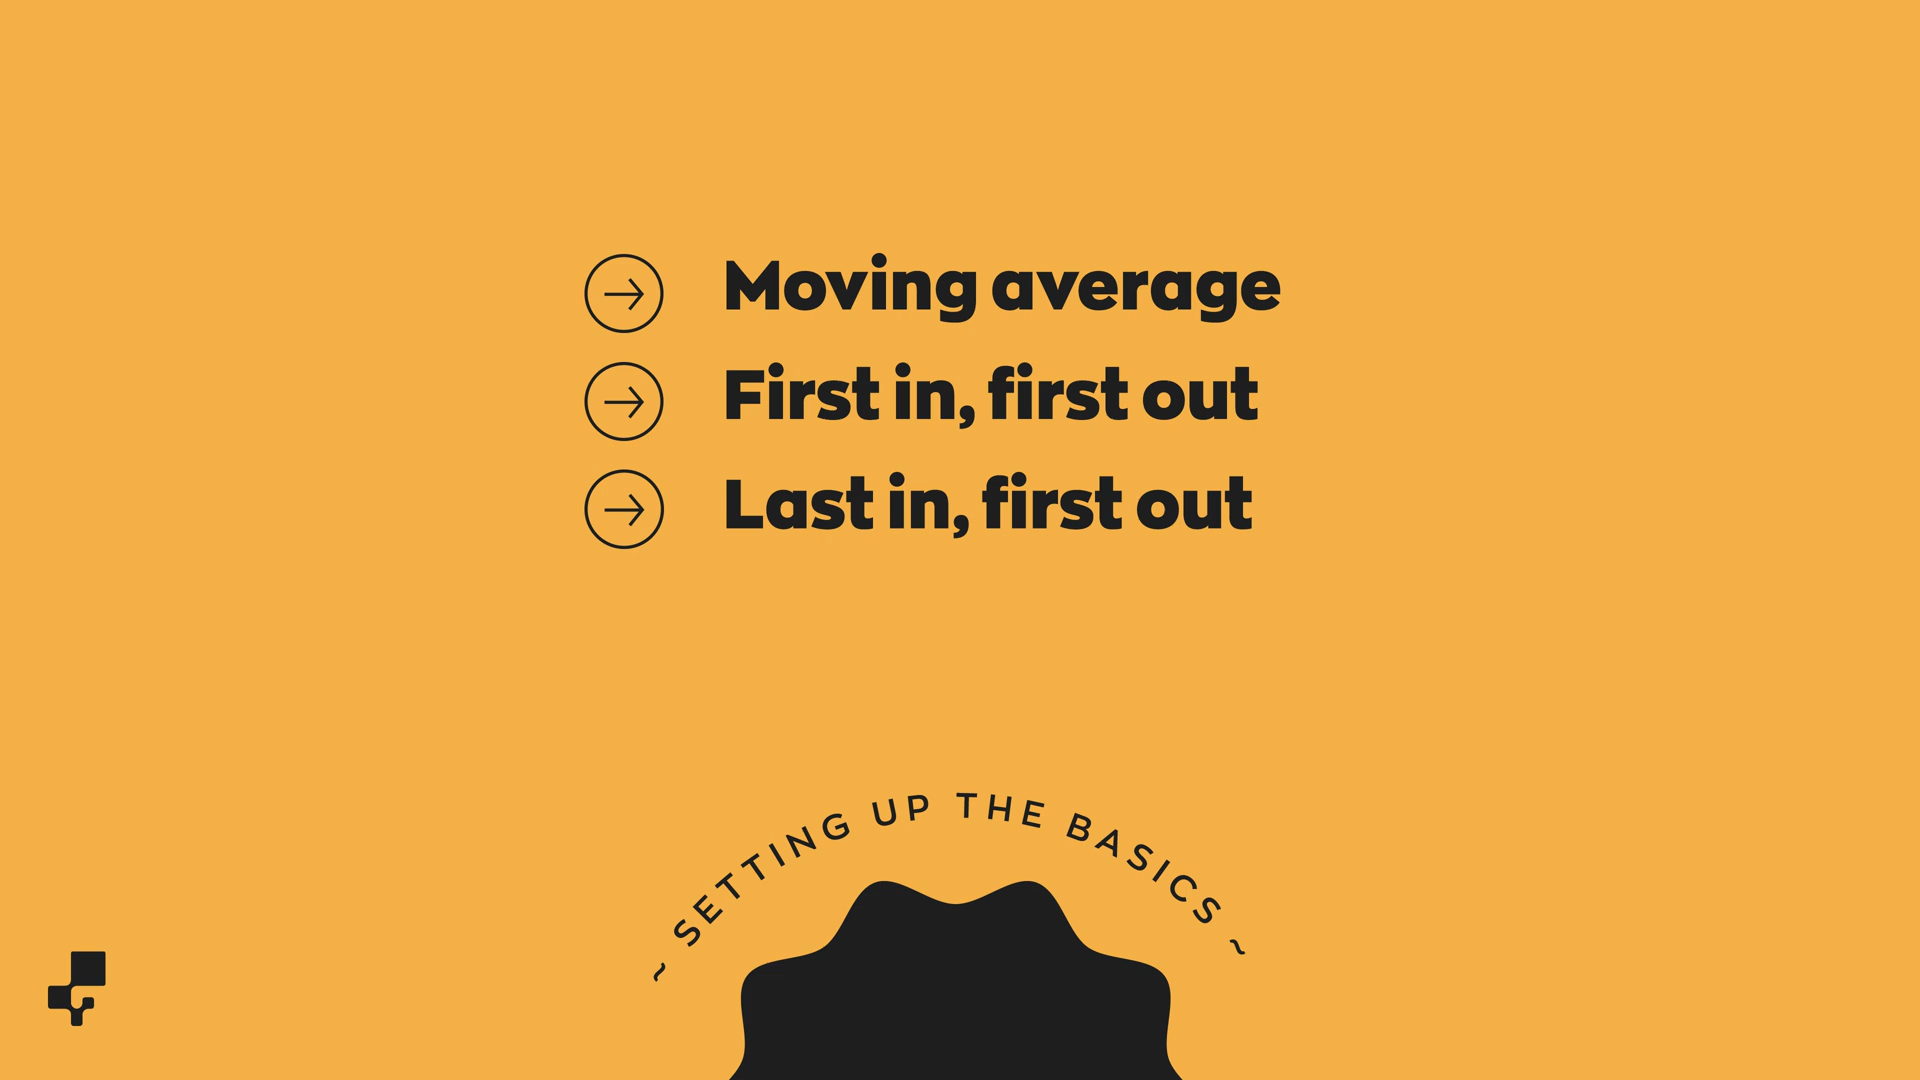 Moving average
First in, first out
Last in, first out
~ SETTING UP THE BASICS ~